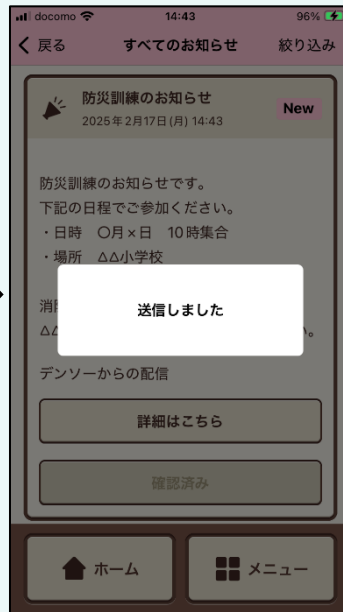 docomo 14:43 96%
戻る すべてのお知らせ 絞り込み
防災訓練のお知らせ
2025年2月17日(月) 14:43
New
防災訓練のお知らせです。
下記の日程でご参加ください。
・日時 〇月×日 10時集合
・場所 △△小学校
送信しました
デンソーからの配信
詳細はこちら
確認済み
ホーム メニュー